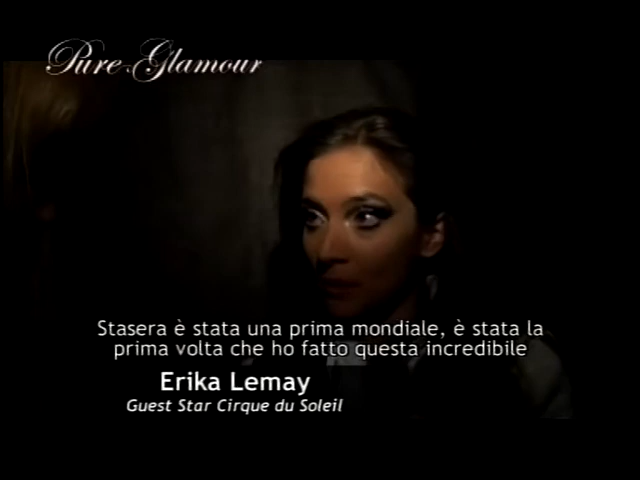 Pure Glamour
Stasera è stata una prima mondiale, è stata la
prima volta che ho fatto questa incredibile
Erika Lemay
Guest Star Cirque du Soleil